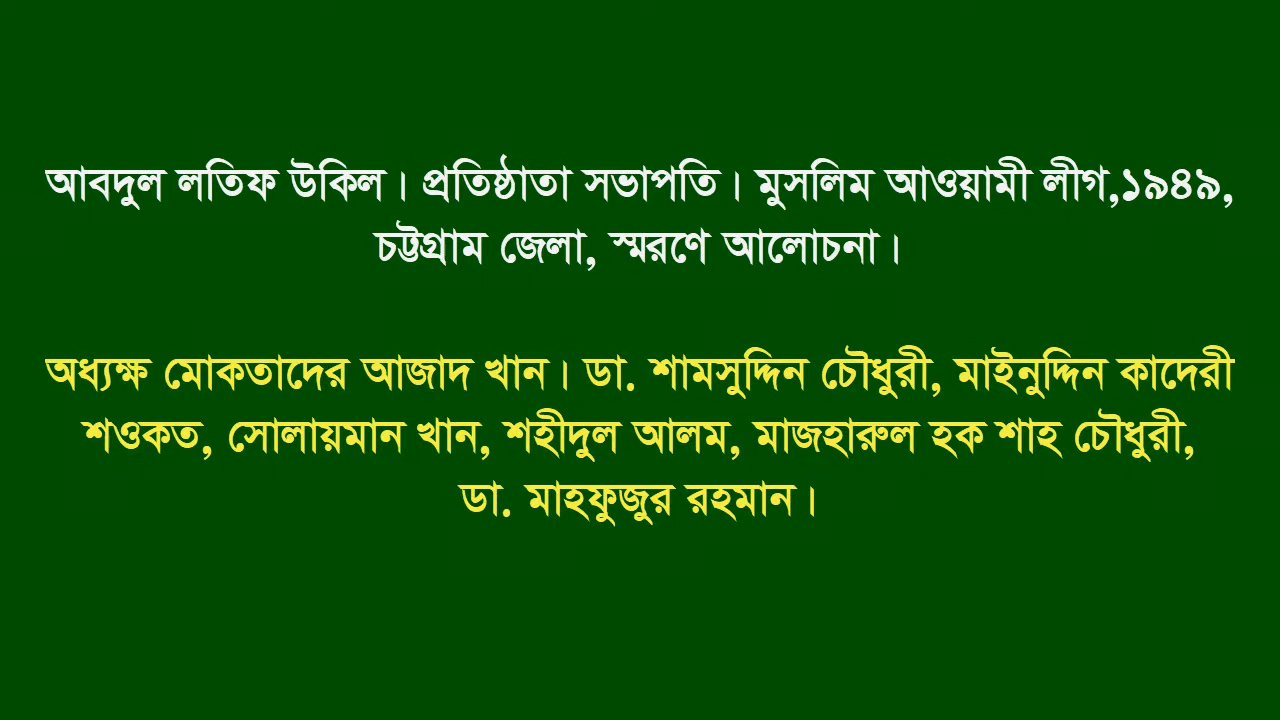 আবদুল লতিফ উকিল। প্রতিষ্ঠাতা সভাপতি। মুসলিম আওয়ামী লীগ,১৯৪৯,
চট্টগ্রাম জেলা, স্মরণে আলোচনা।
অধ্যক্ষ মোকতাদের আজাদ খান। ডা. শামসুদ্দিন চৌধুরী, মাইনুদ্দিন কাদেরী
শওকত, সোলায়মান খান, শহীদুল আলম, মাজহারুল হক শাহ চৌধুরী,
ডা. মাহফুজুর রহমান।